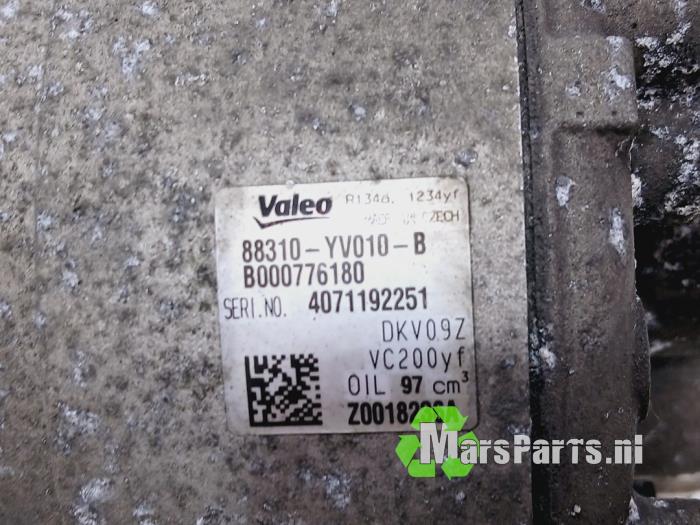 Valeo R134a, 1234yf
MADE IN CZECH
88310-YV010-B
B000776180
SERI.NO. 4071192251
DKV09Z
VC200yf
OIL 97 cm³
MarsParts.nl